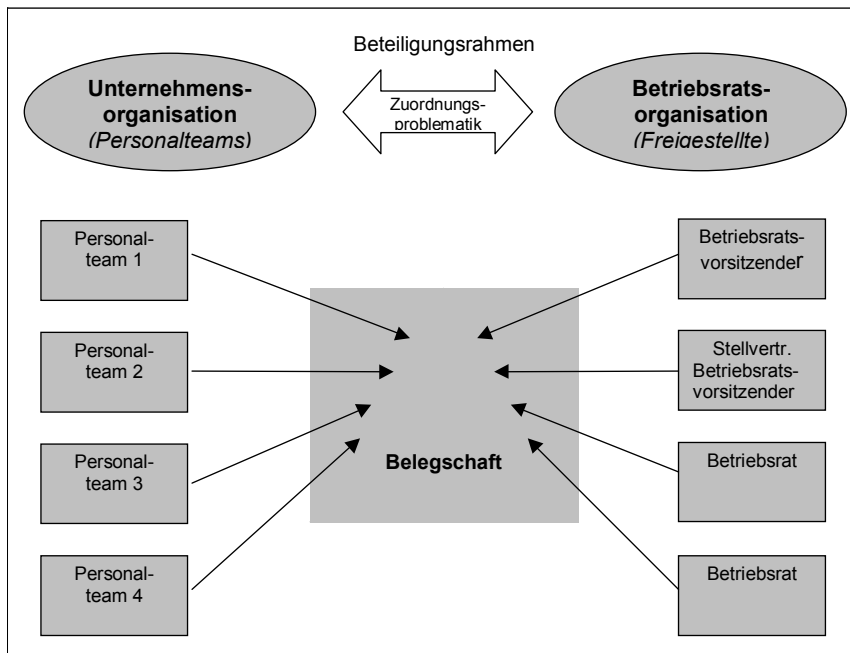 Beteiligungsrahmen
Unternehmens-
organisation
(Personalteams)
Zuordnungs-
problematik
Betriebsrats-
organisation
(Freigestellte)
Personal-
team 1
Personal-
team 2
Personal-
team 3
Personal-
team 4
Belegschaft
Betriebsrats-
vorsitzender
Stellvertr.
Betriebsrats-
vorsitzender
Betriebsrat
Betriebsrat